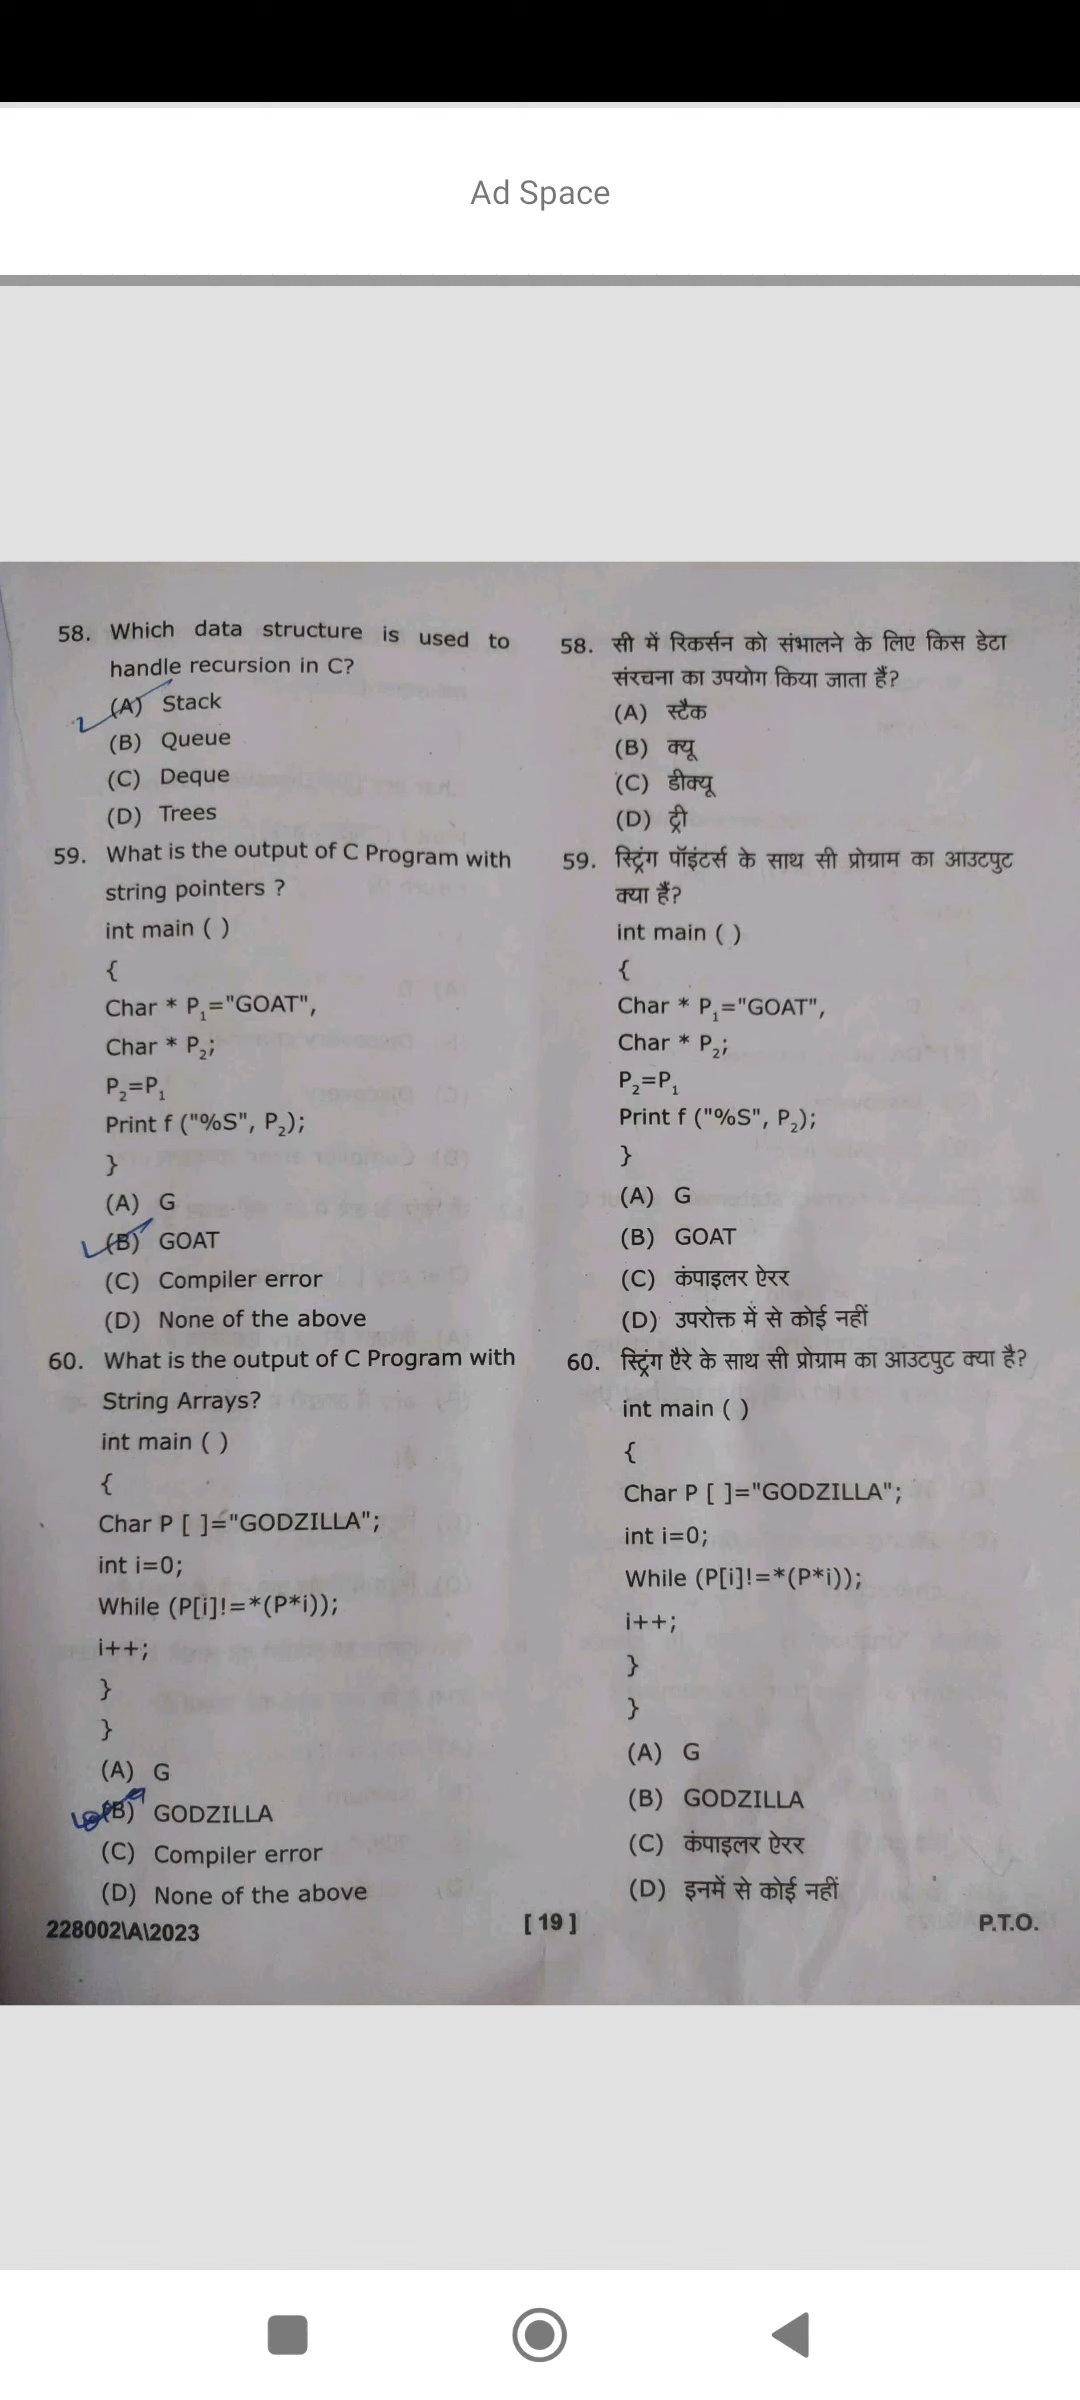 Ad Space
58. Which data structure is used to
handle recursion in C?
(A) Stack
(B) Queue
(C) Deque
(D) Trees
59. What is the output of C Program with
string pointers ?
int main ( )
{
Char * P₁="GOAT",
Char * P₂;
P₂=P₁
Print f ("%S", P₂);
}
(A) G
(B) GOAT
(C) Compiler error
(D) None of the above
60. What is the output of C Program with
String Arrays?
int main ( )
{
Char P [ ]="GODZILLA";
int i=0;
While (P[i]!=*(P*i));
i++;
}
}
(A) G
(B) GODZILLA
(C) Compiler error
(D) None of the above
58. सी में रिकर्सन को संभालने के लिए किस डेटा
संरचना का उपयोग किया जाता हैं?
(A) स्टैक
(B) क्यू
(C) डीक्यू
(D) ट्री
59. स्ट्रिंग पॉइंटर्स के साथ सी प्रोग्राम का आउटपुट
क्या हैं?
int main ( )
{
Char * P₁="GOAT",
Char * P₂;
P₂=P₁
Print f ("%S", P₂);
}
(A) G
(B) GOAT
(C) कंपाइलर ऐरर
(D) उपरोक्त में से कोई नहीं
60. स्ट्रिंग एैरे के साथ सी प्रोग्राम का आउटपुट क्या है?
int main ( )
{
Char P [ ]="GODZILLA";
int i=0;
While (P[i]!=*(P*i));
i++;
}
}
(A) G
(B) GODZILLA
(C) कंपाइलर ऐरर
(D) इनमें से कोई नहीं
228002\A\2023
[ 19 ]
P.T.O.